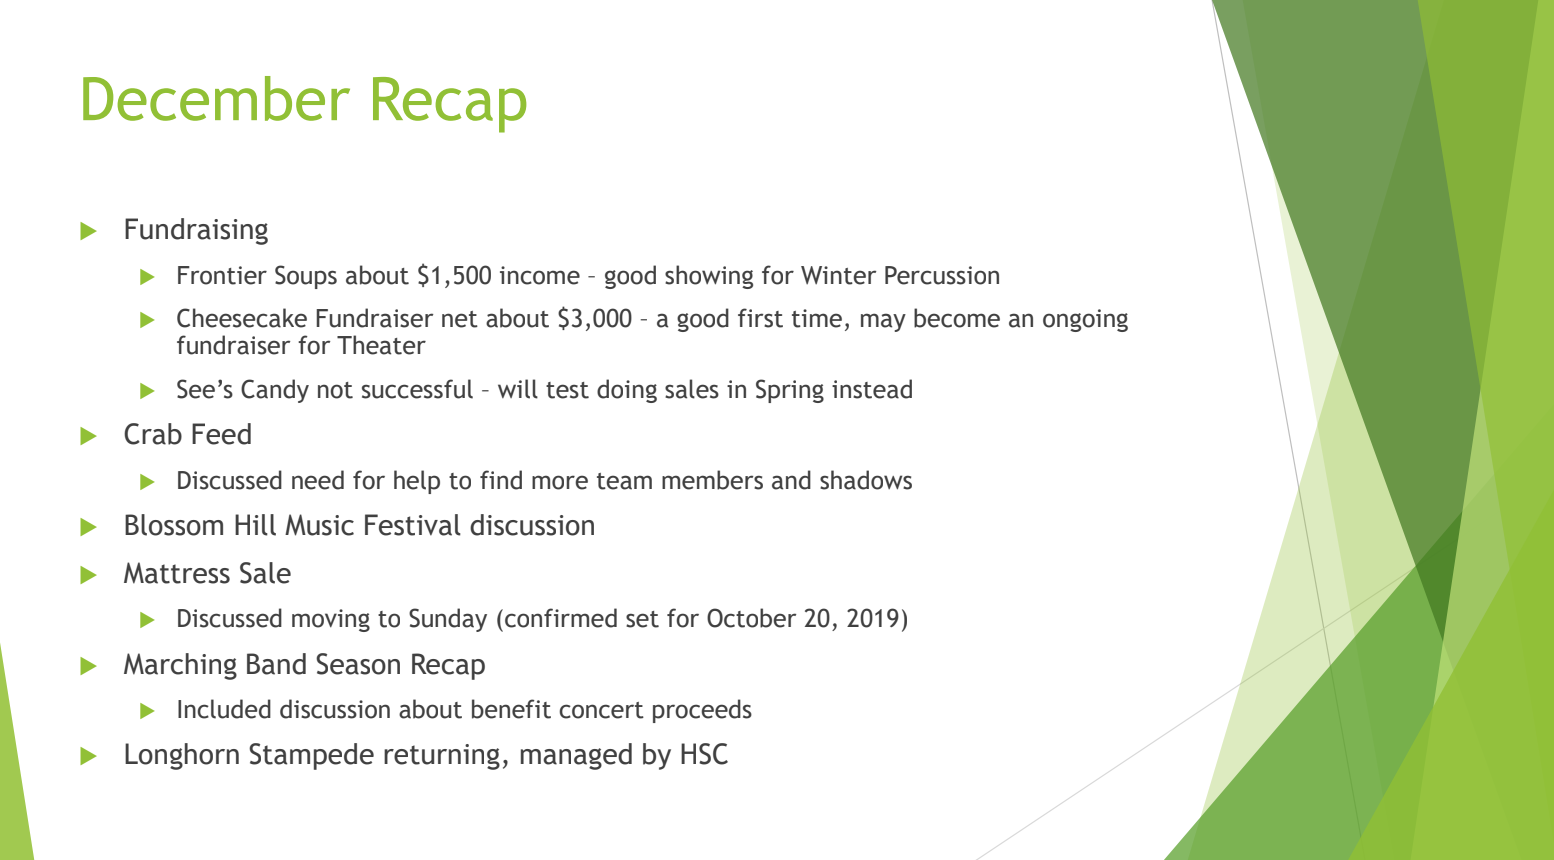 December Recap
Fundraising
Frontier Soups about $1,500 income – good showing for Winter Percussion
Cheesecake Fundraiser net about $3,000 – a good first time, may become an ongoing
fundraiser for Theater
See’s Candy not successful – will test doing sales in Spring instead
Crab Feed
Discussed need for help to find more team members and shadows
Blossom Hill Music Festival discussion
Mattress Sale
Discussed moving to Sunday (confirmed set for October 20, 2019)
Marching Band Season Recap
Included discussion about benefit concert proceeds
Longhorn Stampede returning, managed by HSC